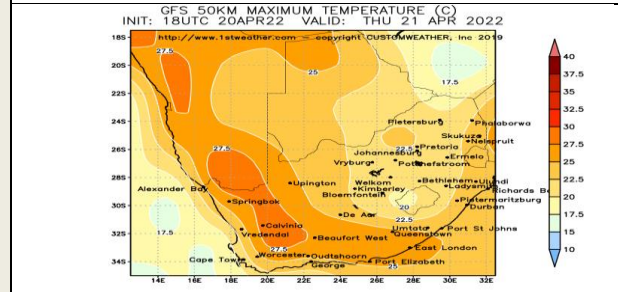 GFS 50KM MAXIMUM TEMPERATURE (C)
INIT: 18UTC 20APR22 VALID: THU 21 APR 2022
http://www.1stweather.com — copyright CUSTOMWEATHER, Inc 2019
18S
20S
22S
24S
26S
28S
30S
32S
34S
14E 16E 18E 20E 22E 24E 26E 28E 30E 32E
27.5
25
17.5
Pietersburg
Phalaborwa
Skukuza
Nelspruit
22.5
Pretoria
Johannesburg
Ermelo
27.5
Vryburg
Potchefstroom
Alexander Bay
Upington
Welkom
Bethlehem
Ulundi
Kimberley
Ladysmith
Richards Ba
Bloemfontein
Springbok
20
Pietermaritzburg
Durban
De Aar
22.5
17.5
Calvinia
Vredendal
Umtata
Port St Johns
Queenstown
Beaufort West
27.5
East London
Cape Town
Worcester
Oudtshoorn
George
Port Elizabeth
25
40
37.5
35
32.5
30
27.5
25
22.5
20
17.5
15
10